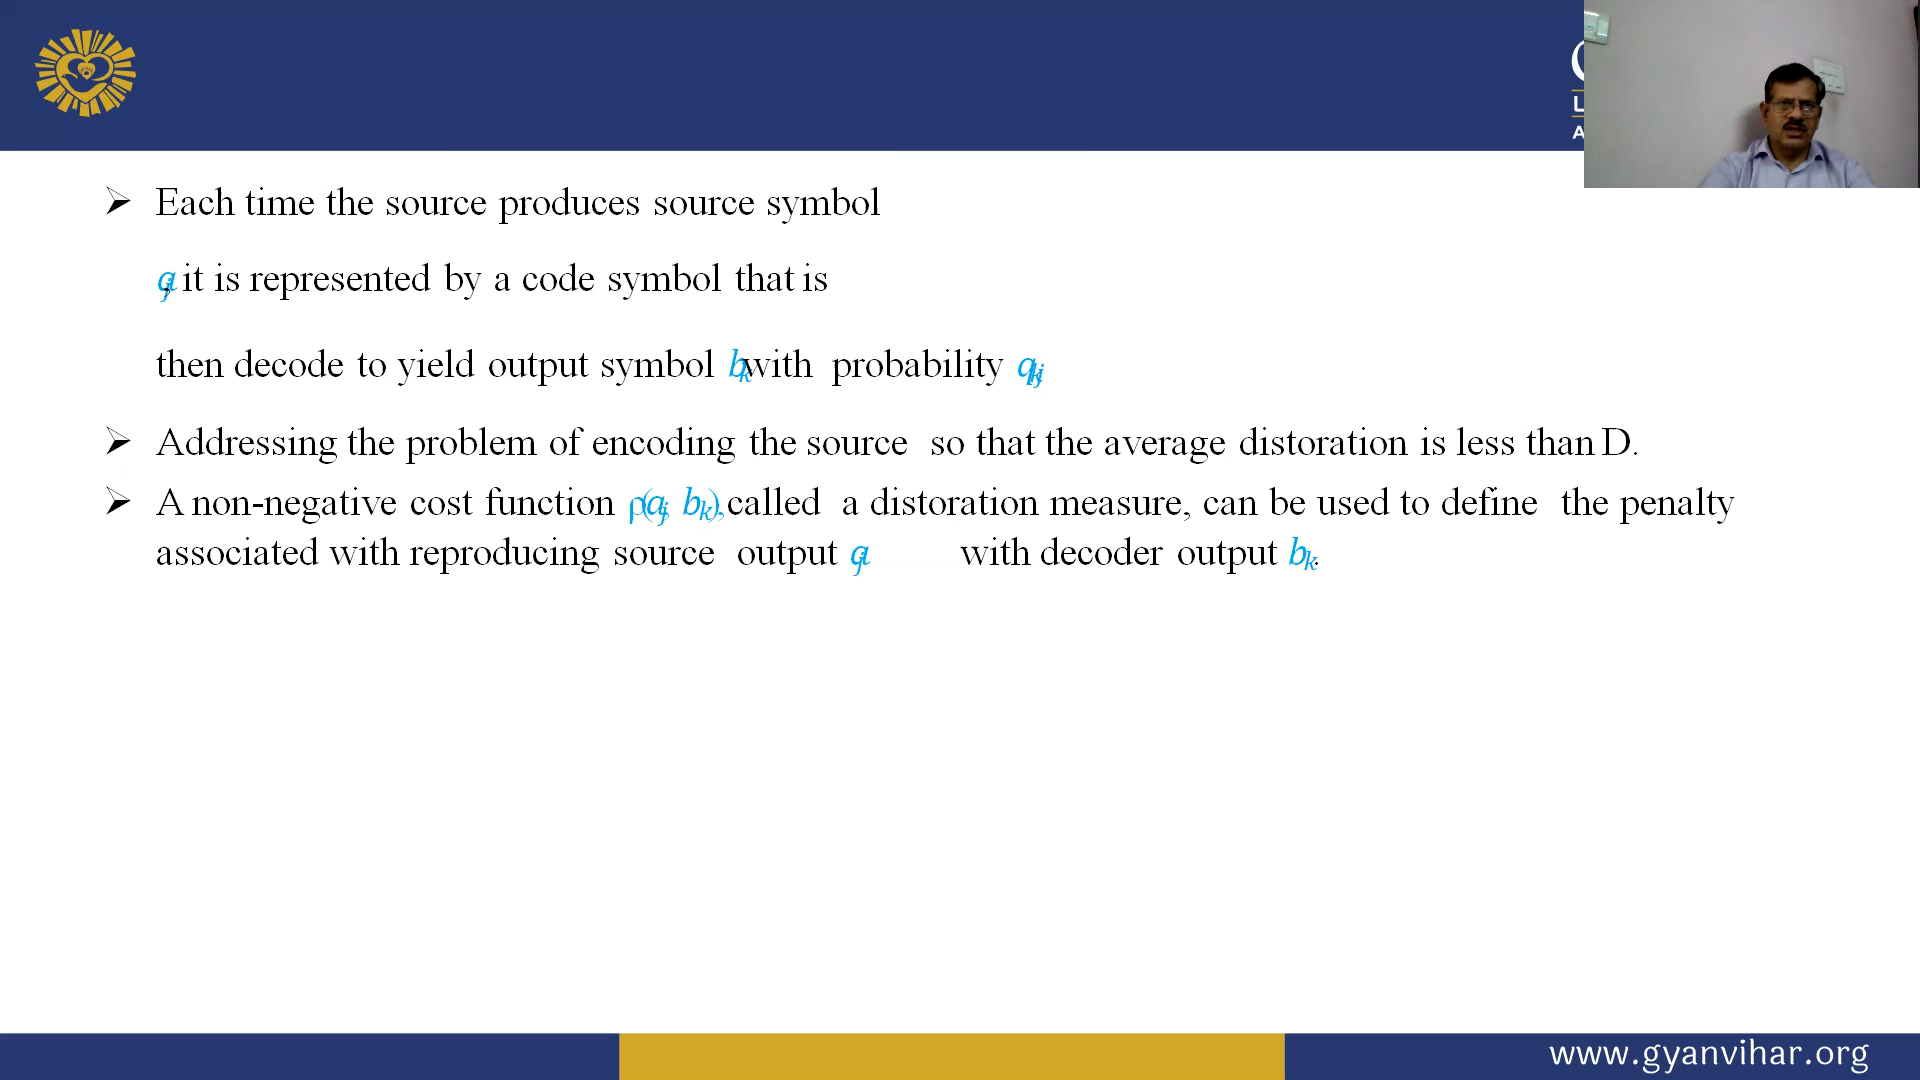 ➢ Each time the source produces source symbol
aj, it is represented by a code symbol that is
then decode to yield output symbol bk with probability qkj
➢ Addressing the problem of encoding the source so that the average distoration is less than D.
➢ A non-negative cost function ρ(aj, bk), called a distoration measure, can be used to define the penalty
associated with reproducing source output aj with decoder output bk.
www.gyanvihar.org